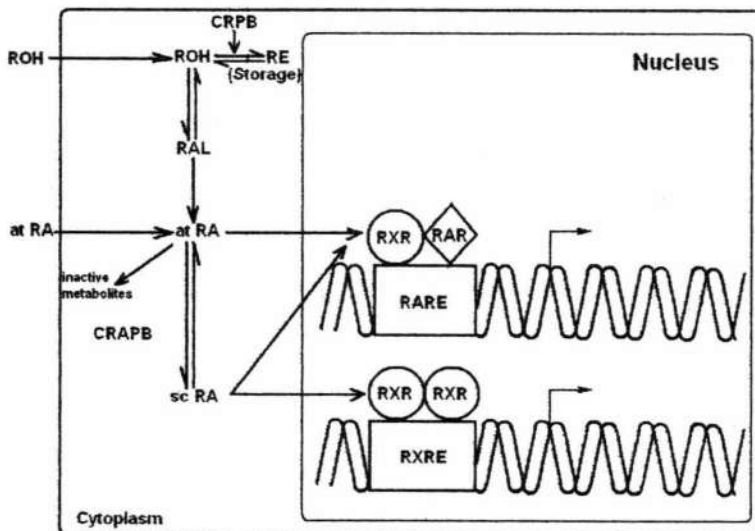 CRPB
ROH
ROH
RE
(Storage)
Nucleus
RAL
at RA
at RA
RXR
RAR
inactive
metabolites
RARE
CRAPB
sc RA
RXR
RXR
RXRE
Cytoplasm